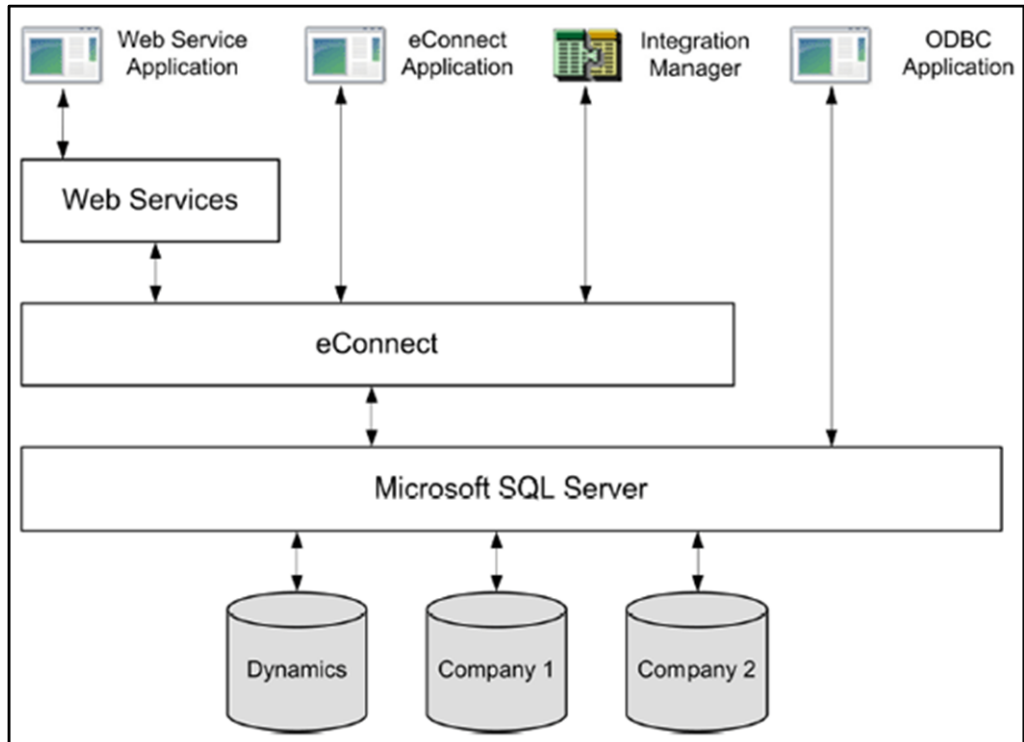 Web Service
Application
eConnect
Application
Integration
Manager
ODBC
Application
Web Services
eConnect
Microsoft SQL Server
Dynamics
Company 1
Company 2